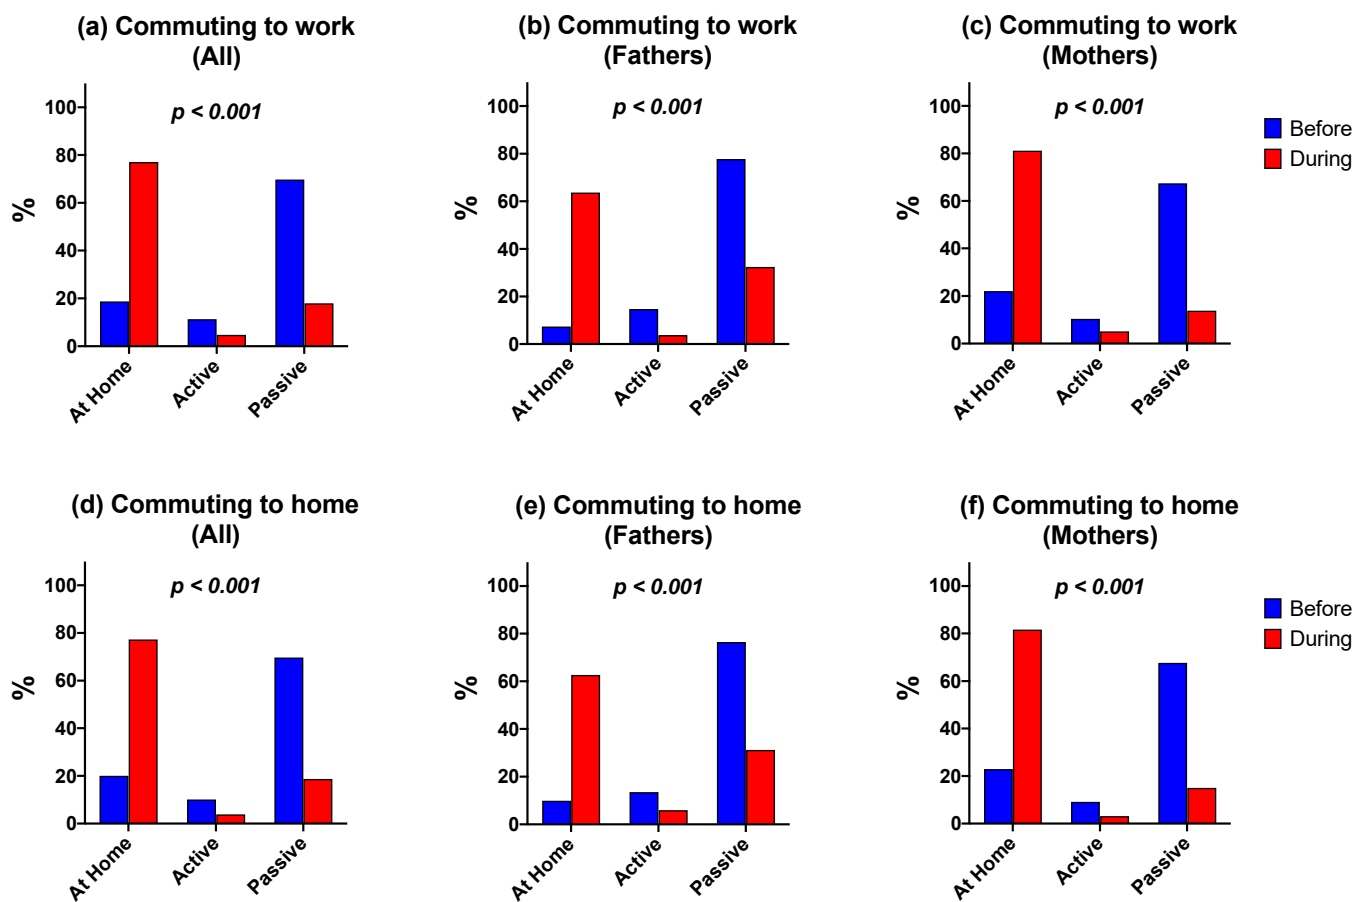 (a) Commuting to work
(All)
p < 0.001
%
100
80
60
40
20
0
At Home
Active
Passive
(b) Commuting to work
(Fathers)
p < 0.001
%
100
80
60
40
20
0
At Home
Active
Passive
(c) Commuting to work
(Mothers)
p < 0.001
%
100
80
60
40
20
0
At Home
Active
Passive
Before
During
(d) Commuting to home
(All)
p < 0.001
%
100
80
60
40
20
0
At Home
Active
Passive
(e) Commuting to home
(Fathers)
p < 0.001
%
100
80
60
40
20
0
At Home
Active
Passive
(f) Commuting to home
(Mothers)
p < 0.001
%
100
80
60
40
20
0
At Home
Active
Passive
Before
During